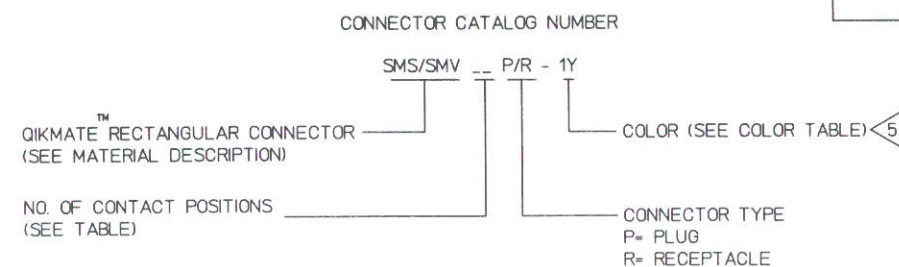 CONNECTOR CATALOG NUMBER
SMS/SMV __ P/R - 1Y
QIKMATE™ RECTANGULAR CONNECTOR
(SEE MATERIAL DESCRIPTION)
COLOR (SEE COLOR TABLE) 5
NO. OF CONTACT POSITIONS
(SEE TABLE)
CONNECTOR TYPE
P= PLUG
R= RECEPTACLE